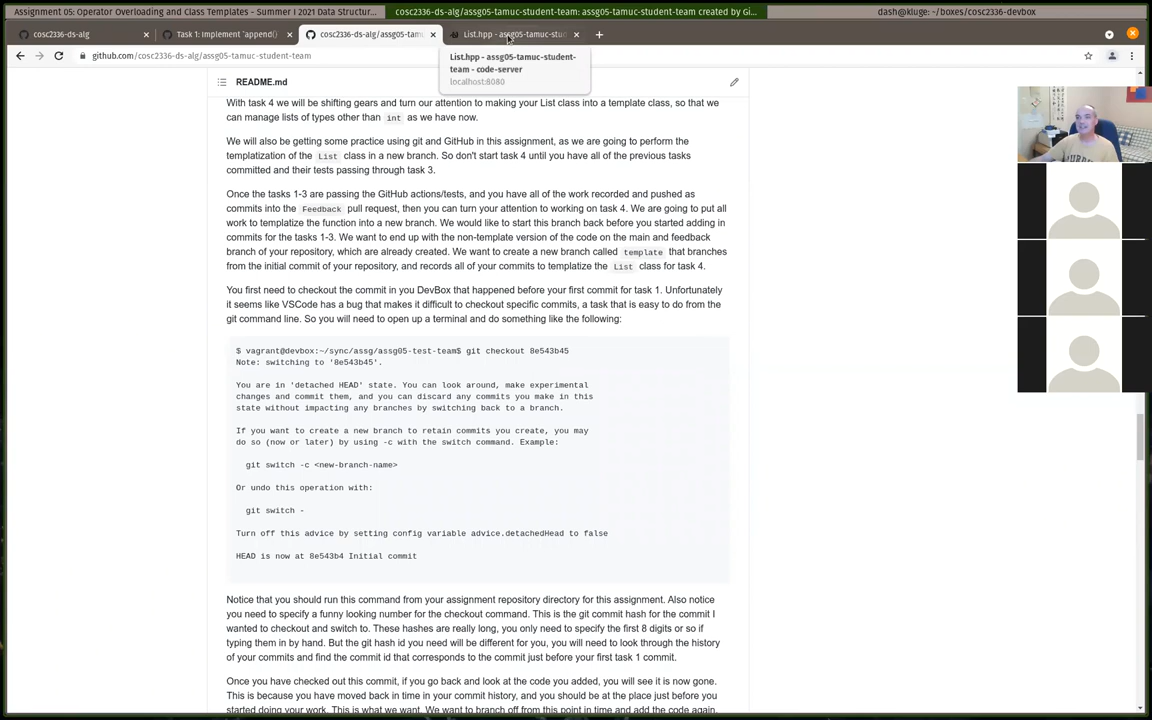 Assignment 05: Operator Overloading and Class Templates - Summer I 2021 Data Structur...
cosc2336-ds-alg/assg05-tamuc-student-team: assg05-tamuc-student-team created by Gi...
dash@kluge: ~/boxes/cosc2336-devbox
cosc2336-ds-alg
Task 1: Implement `append()
cosc2336-ds-alg/assg05-tam
List.hpp - assg05-tamuc-stu
github.com/cosc2336-ds-alg/assg05-tamuc-student-team
List.hpp - assg05-tamuc-student-
team - code-server
localhost:8080
README.md
With task 4 we will be shifting gears and turn our attention to making your List class into a template class, so that we
can manage lists of types other than int as we have now.
We will also be getting some practice using git and GitHub in this assignment, as we are going to perform the
templatization of the List class in a new branch. So don't start task 4 until you have all of the previous tasks
committed and their tests passing through task 3.
Once the tasks 1-3 are passing the GitHub actions/tests, and you have all of the work recorded and pushed as
commits into the Feedback pull request, then you can turn your attention to working on task 4. We are going to put all
work to templatize the function into a new branch. We would like to start this branch back before you started adding in
commits for the tasks 1-3. We want to end up with the non-template version of the code on the main and feedback
branch of your repository, which are already created. We want to create a new branch called template that branches
from the initial commit of your repository, and records all of your commits to templatize the List class for task 4.
You first need to checkout the commit in you DevBox that happened before your first commit for task 1. Unfortunately
it seems like VSCode has a bug that makes it difficult to checkout specific commits, a task that is easy to do from the
git command line. So you will need to open up a terminal and do something like the following:
$ vagrant@devbox:~/sync/assg/assg05-test-team$ git checkout 8e543b45
Note: switching to '8e543b45'.
You are in 'detached HEAD' state. You can look around, make experimental
changes and commit them, and you can discard any commits you make in this
state without impacting any branches by switching back to a branch.
If you want to create a new branch to retain commits you create, you may
do so (now or later) by using -c with the switch command. Example:
git switch -c <new-branch-name>
Or undo this operation with:
git switch -
Turn off this advice by setting config variable advice.detachedHead to false
HEAD is now at 8e543b4 Initial commit
Notice that you should run this command from your assignment repository directory for this assignment. Also notice
you need to specify a funny looking number for the checkout command. This is the git commit hash for the commit I
wanted to checkout and switch to. These hashes are really long, you only need to specify the first 8 digits or so if
typing them in by hand. But the git hash id you need will be different for you, you will need to look through the history
of your commits and find the commit id that corresponds to the commit just before your first task 1 commit.
Once you have checked out this commit, if you go back and look at the code you added, you will see it is now gone.
This is because you have moved back in time in your commit history, and you should be at the place just before you
started doing your work. This is what we want. We want to branch off from this point in time and add the code again.